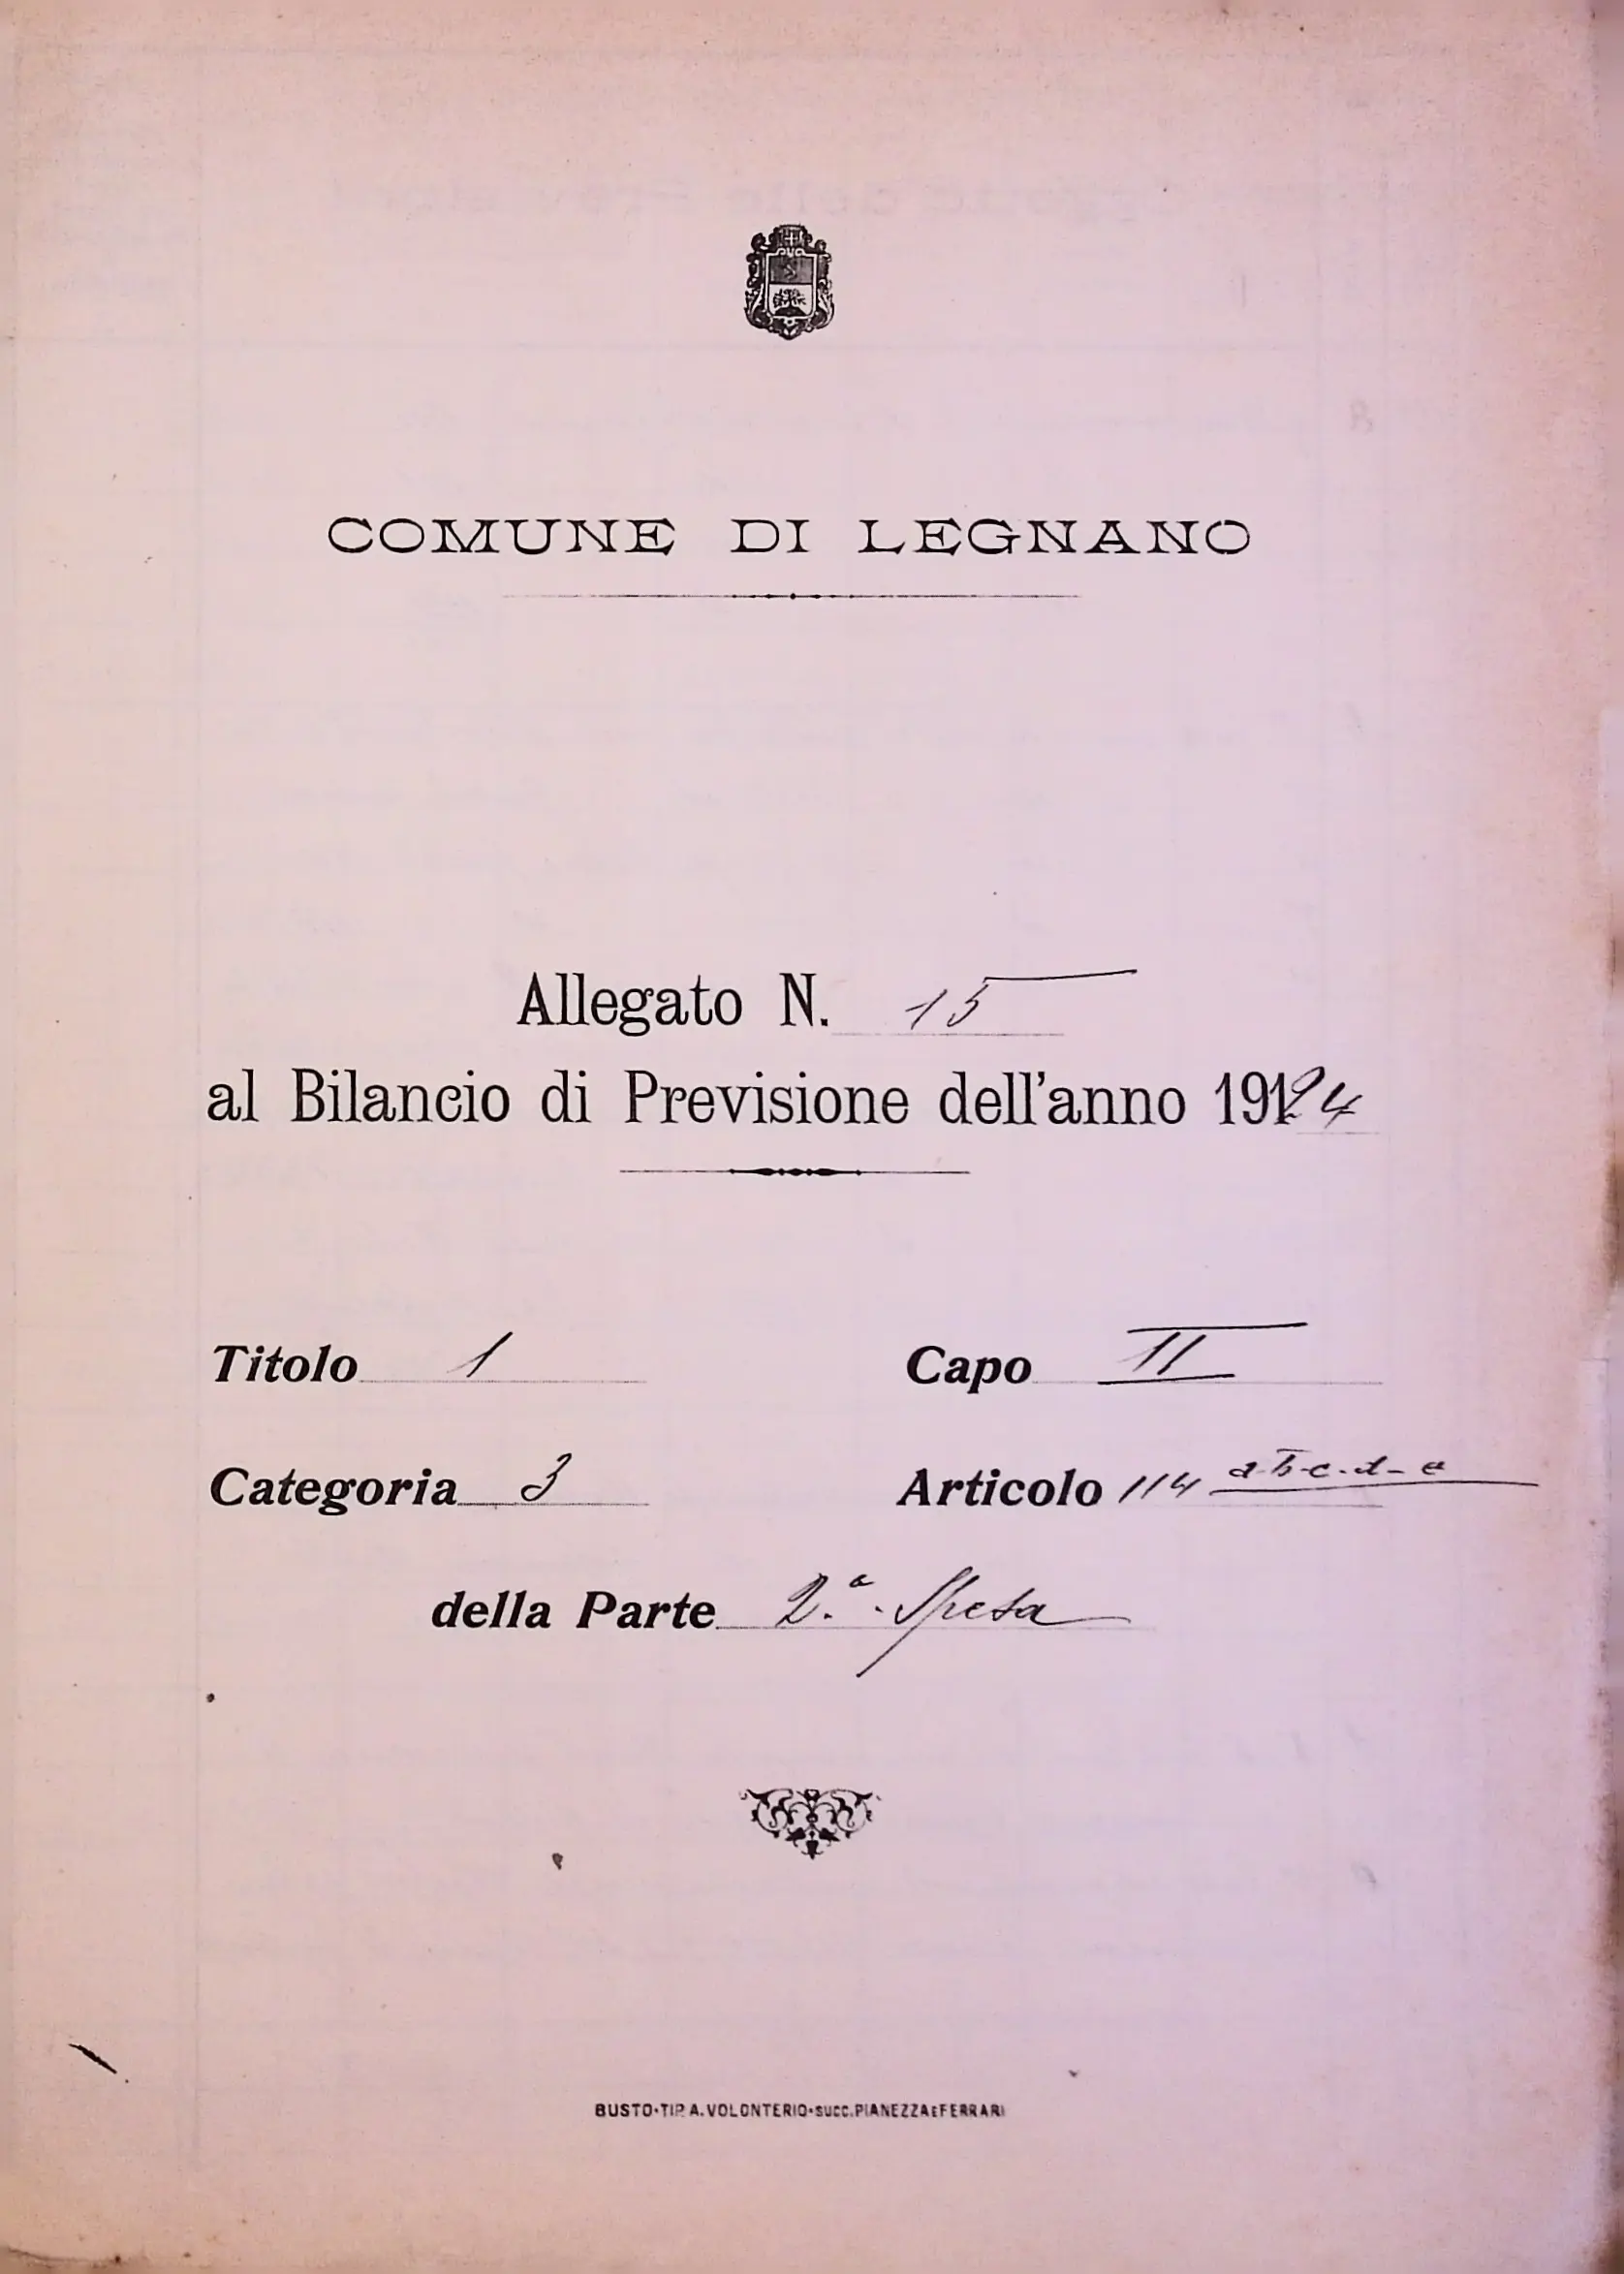 COMUNE DI LEGNANO
Allegato N. 15
al Bilancio di Previsione dell'anno 1924
Titolo 1 Capo II
Categoria 3 Articolo 114 a-b-c-d-e
della Parte 2.ª Spesa
BUSTO•TIP. A. VOLONTERIO•SUCC. PIANEZZA E FERRARI